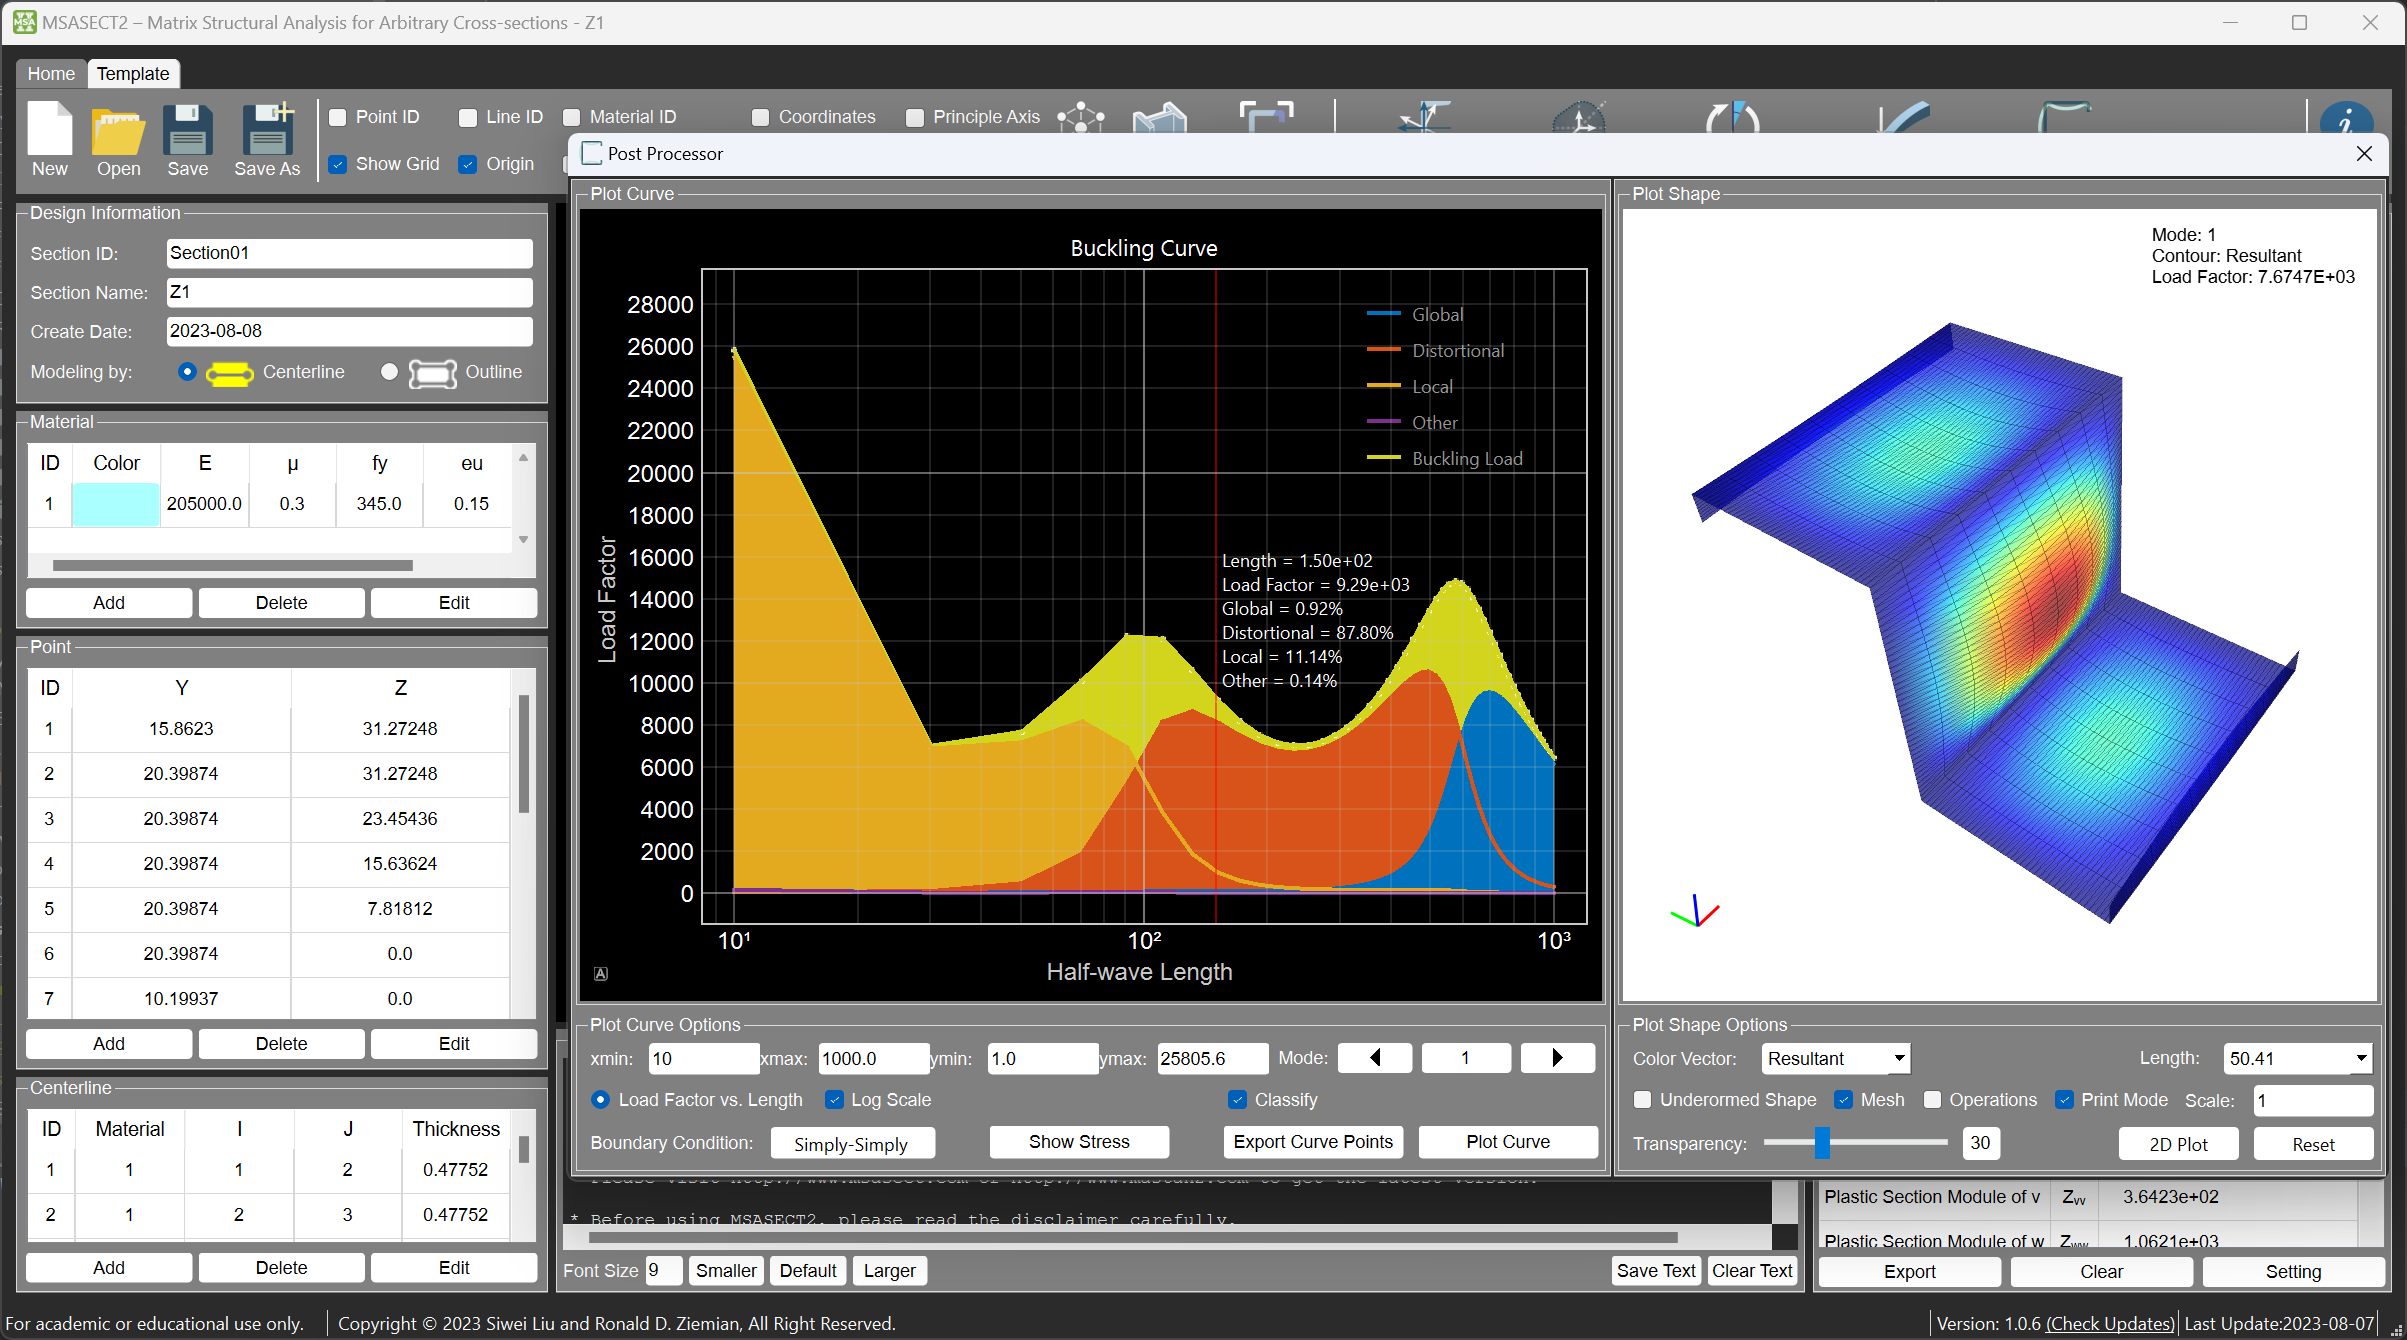 MSASECT2 – Matrix Structural Analysis for Arbitrary Cross-sections - Z1
Home Template
New Open Save Save As
Point ID Line ID Material ID Coordinates Principle Axis
Show Grid Origin
Design Information
Section ID: Section01
Section Name: Z1
Create Date: 2023-08-08
Modeling by: Centerline Outline
Material
ID Color E μ fy eu
1 205000.0 0.3 345.0 0.15
Add Delete Edit
Point
ID Y Z
1 15.8623 31.27248
2 20.39874 31.27248
3 20.39874 23.45436
4 20.39874 15.63624
5 20.39874 7.81812
6 20.39874 0.0
7 10.19937 0.0
Add Delete Edit
Centerline
ID Material I J Thickness
1 1 1 2 0.47752
2 1 2 3 0.47752
Add Delete Edit
Post Processor
Plot Curve
Buckling Curve
28000
26000
24000
22000
20000
18000
16000
14000
12000
10000
8000
6000
4000
2000
0
Load Factor
Global
Distortional
Local
Other
Buckling Load
Length = 1.50e+02
Load Factor = 9.29e+03
Global = 0.92%
Distortional = 87.80%
Local = 11.14%
Other = 0.14%
10¹ 10² 10³
Half-wave Length
A
Plot Curve Options
xmin: 10 xmax: 1000.0 ymin: 1.0 ymax: 25805.6 Mode: 1
Load Factor vs. Length Log Scale Classify
Boundary Condition: Simply-Simply Show Stress Export Curve Points Plot Curve
Plot Shape
Mode: 1
Contour: Resultant
Load Factor: 7.6747E+03
Plot Shape Options
Color Vector: Resultant Length: 50.41
Underormed Shape Mesh Operations Print Mode Scale: 1
Transparency: 30 2D Plot Reset
* Before using MSASECT2, please read the disclaimer carefully.
Font Size 9 Smaller Default Larger Save Text Clear Text
Plastic Section Module of v Zvv 3.6423e+02
Plastic Section Module of w Zww 1.0621e+03
Export Clear Setting
For academic or educational use only. Copyright © 2023 Siwei Liu and Ronald D. Ziemian, All Right Reserved. Version: 1.0.6 (Check Updates) Last Update:2023-08-07